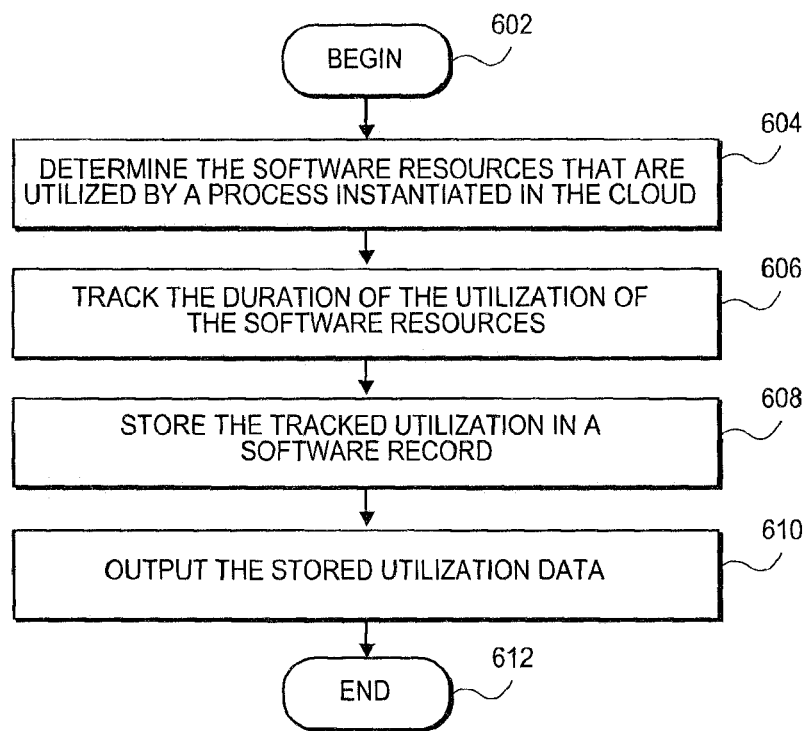 602
BEGIN
604
DETERMINE THE SOFTWARE RESOURCES THAT ARE
UTILIZED BY A PROCESS INSTANTIATED IN THE CLOUD
606
TRACK THE DURATION OF THE UTILIZATION OF
THE SOFTWARE RESOURCES
608
STORE THE TRACKED UTILIZATION IN A
SOFTWARE RECORD
610
OUTPUT THE STORED UTILIZATION DATA
612
END